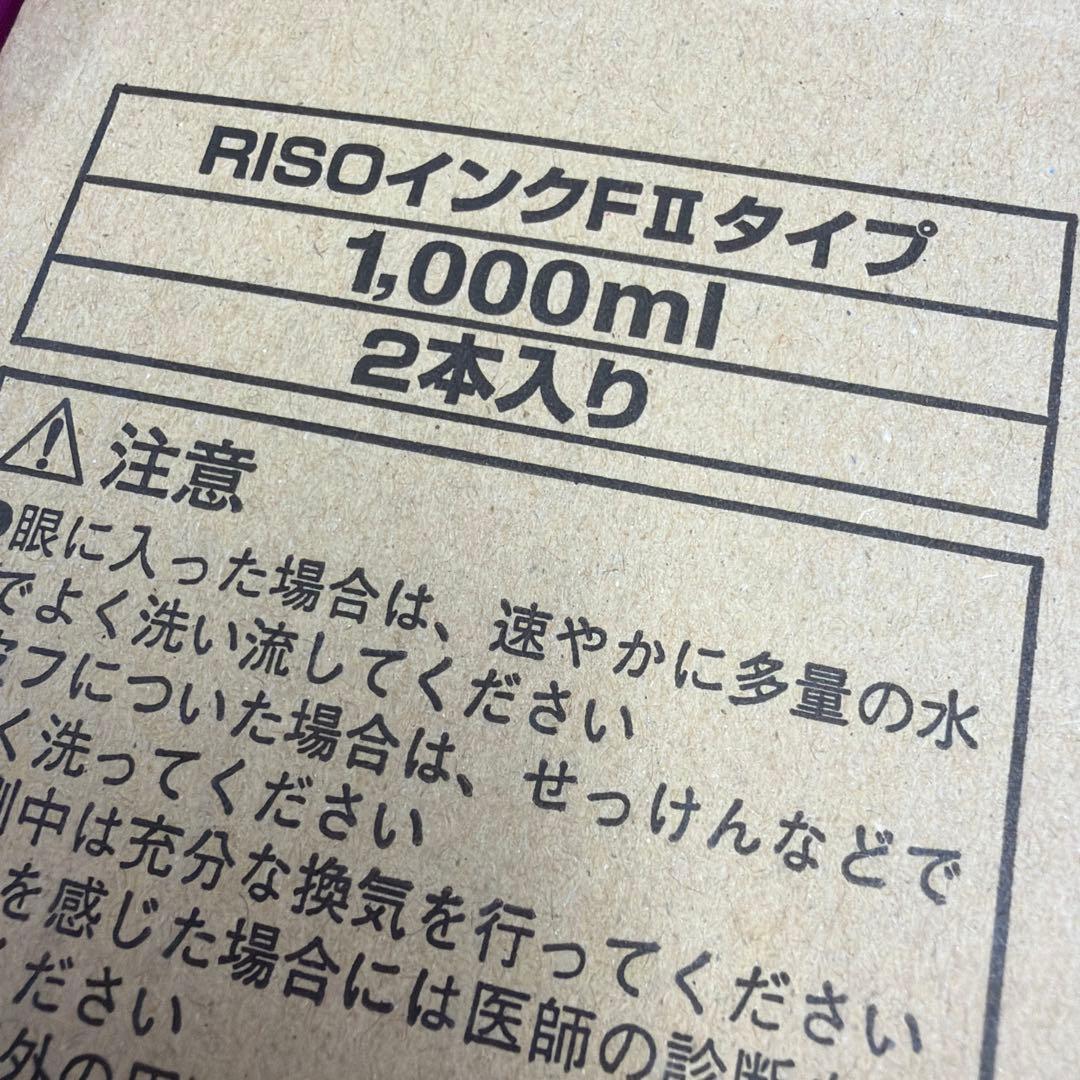 RISOインクFⅡタイプ
1,000ml
2本入り
注意
●眼に入った場合は、速やかに多量の水
でよく洗い流してください
フについた場合は、せっけんなどで
く洗ってください
中は充分な換気を行ってください
を感じた場合には医師の診断
ください
外の